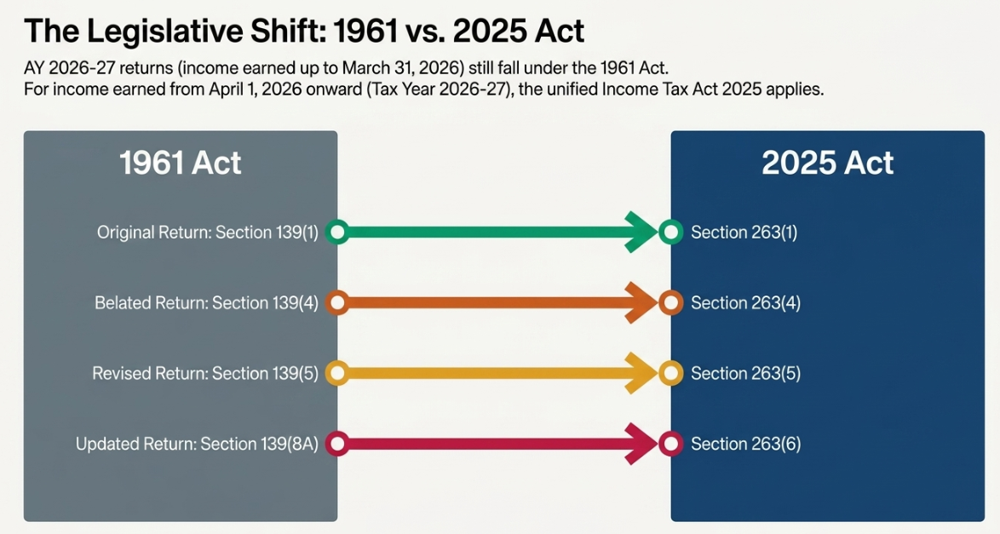 The Legislative Shift: 1961 vs. 2025 Act
AY 2026-27 returns (income earned up to March 31, 2026) still fall under the 1961 Act.
For income earned from April 1, 2026 onward (Tax Year 2026-27), the unified Income Tax Act 2025 applies.
1961 Act
2025 Act
Original Return: Section 139(1)
Section 263(1)
Belated Return: Section 139(4)
Section 263(4)
Revised Return: Section 139(5)
Section 263(5)
Updated Return: Section 139(8A)
Section 263(6)